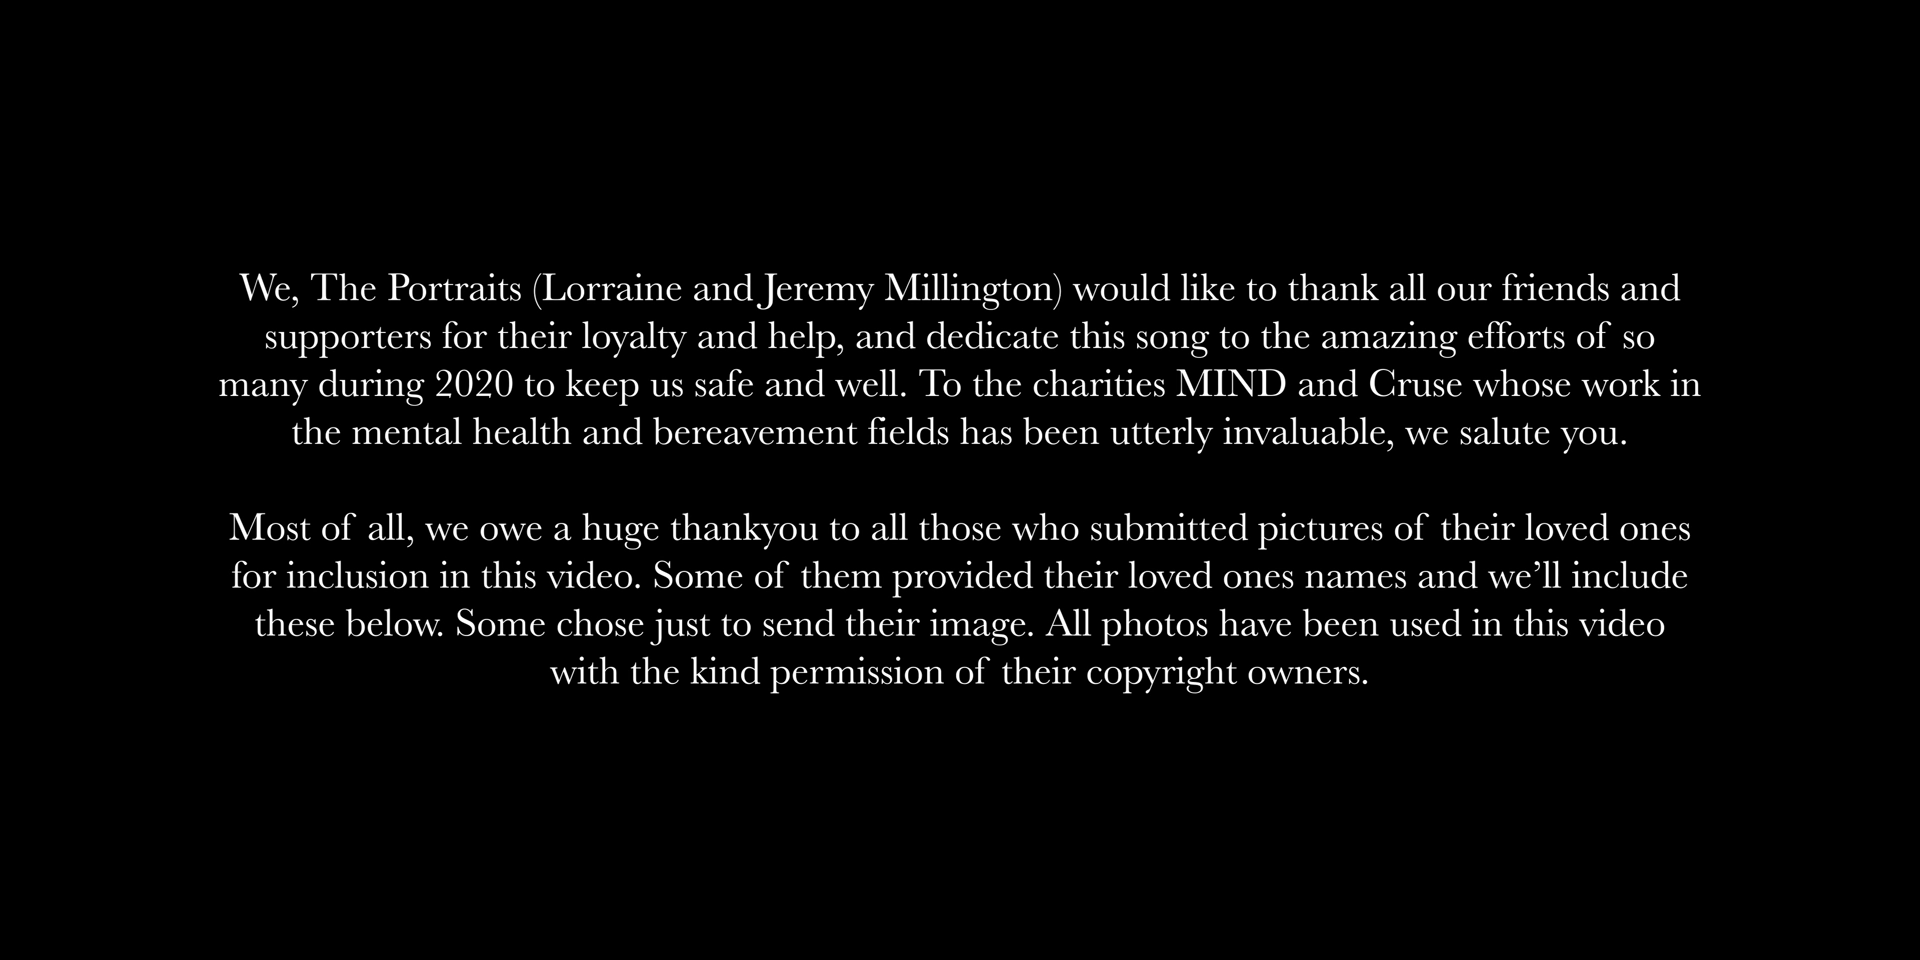 We, The Portraits (Lorraine and Jeremy Millington) would like to thank all our friends and
supporters for their loyalty and help, and dedicate this song to the amazing efforts of so
many during 2020 to keep us safe and well. To the charities MIND and Cruse whose work in
the mental health and bereavement fields has been utterly invaluable, we salute you.
Most of all, we owe a huge thankyou to all those who submitted pictures of their loved ones
for inclusion in this video. Some of them provided their loved ones names and we’ll include
these below. Some chose just to send their image. All photos have been used in this video
with the kind permission of their copyright owners.